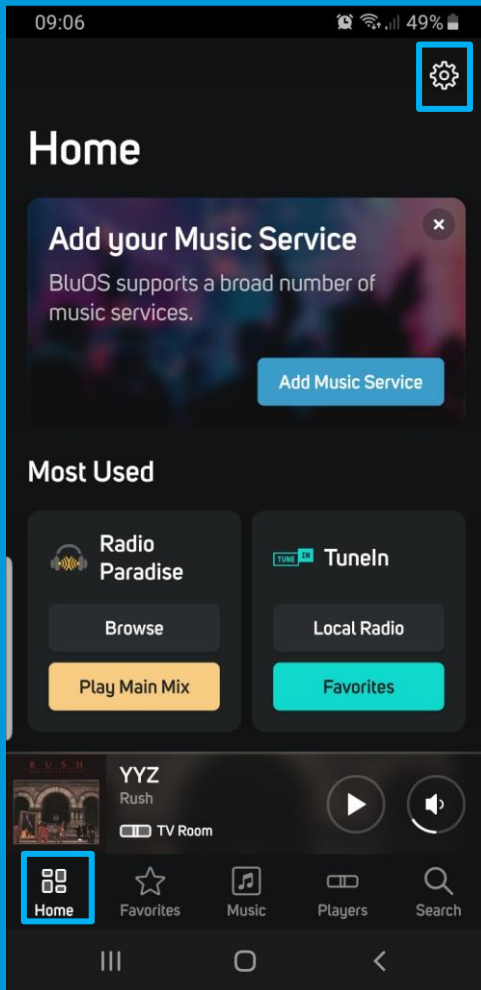 09:06 49%
Home
Add your Music Service
BluOS supports a broad number of
music services.
Add Music Service
Most Used
Radio
Paradise
Browse
Play Main Mix
TUNE IN
TuneIn
Local Radio
Favorites
RUSH
YYZ
Rush
TV Room
Home Favorites Music Players Search